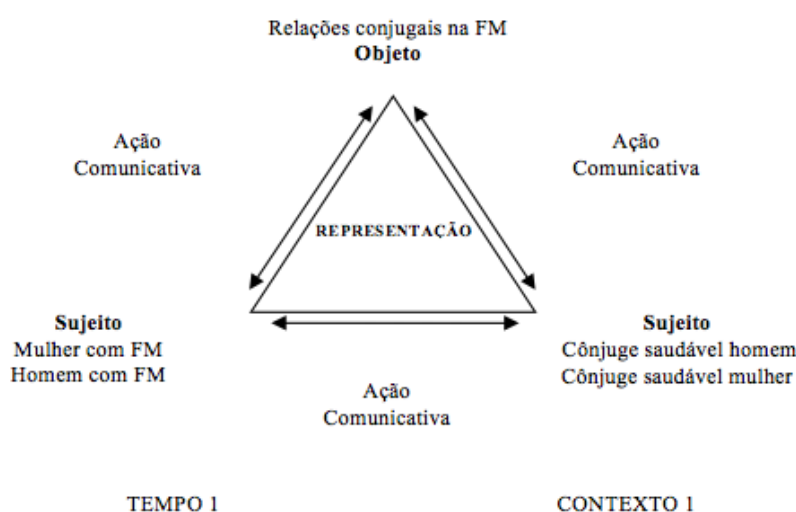 Relações conjugais na FM
Objeto
Ação
Comunicativa
Ação
Comunicativa
REPRESENTAÇÃO
Sujeito
Mulher com FM
Homem com FM
Sujeito
Cônjuge saudável homem
Cônjuge saudável mulher
Ação
Comunicativa
TEMPO 1
CONTEXTO 1